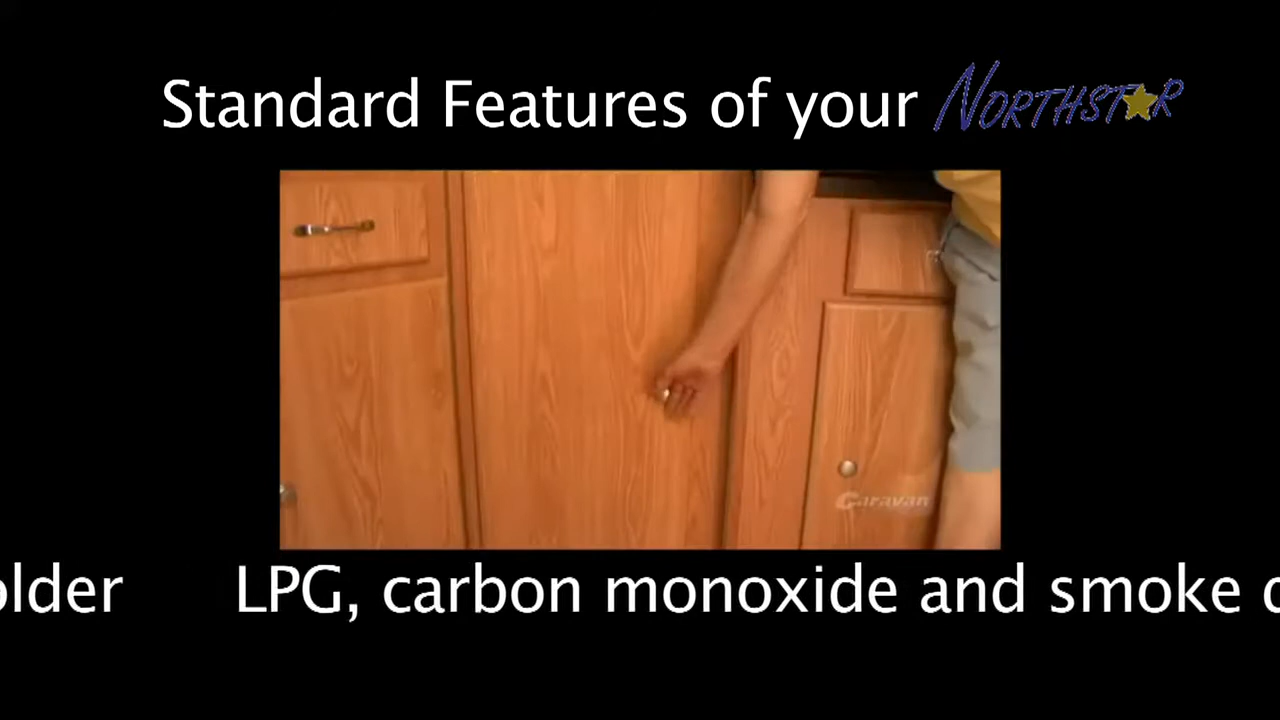 Standard Features of your NORTHSTAR
Caravan
older LPG, carbon monoxide and smoke